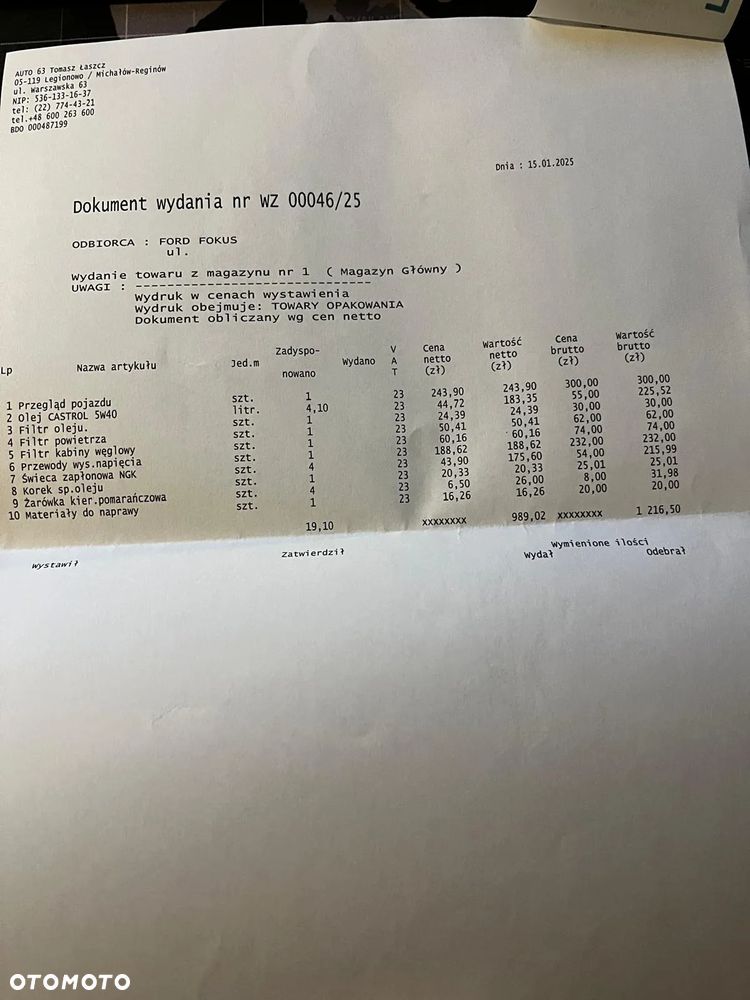 AUTO 63 Tomasz Łaszcz
05-119 Legionowo / Michałów-Reginów
ul. Warszawska 63
NIP: 536-133-16-37
tel: (22) 774-43-21
tel.+48 600 263 600
BDO 000487199
Dnia : 15.01.2025
Dokument wydania nr WZ 00046/25
ODBIORCA : FORD FOKUS
ul.
Wydanie towaru z magazynu nr 1 ( Magazyn Główny )
UWAGI : ------------------------------
Wydruk w cenach wystawienia
Wydruk obejmuje: TOWARY OPAKOWANIA
Dokument obliczany wg cen netto
Lp Nazwa artykułu Jed.m Zadyspo-nowano Wydano VAT Cena netto (zł) Wartość netto (zł) Cena brutto (zł) Wartość brutto (zł)
1 Przegląd pojazdu szt. 1 23 243,90 243,90 300,00 300,00
2 Olej CASTROL 5W40 litr. 4,10 23 44,72 183,35 55,00 225,52
3 Filtr oleju. szt. 1 23 24,39 24,39 30,00 30,00
4 Filtr powietrza szt. 1 23 50,41 50,41 62,00 62,00
5 Filtr kabiny węglowy szt. 1 23 60,16 60,16 74,00 74,00
6 Przewody wys.napięcia szt. 1 23 188,62 188,62 232,00 232,00
7 Świeca zapłonowa NGK szt. 4 23 43,90 175,60 54,00 215,99
8 Korek sp.oleju szt. 1 23 20,33 20,33 25,01 25,01
9 Żarówka kier.pomarańczowa szt. 4 23 6,50 26,00 8,00 31,98
10 Materiały do naprawy szt. 1 23 16,26 16,26 20,00 20,00
19,10 xxxxxxxx 989,02 xxxxxxxx 1 216,50
Wymienione ilości
Wystawił Zatwierdził Wydał Odebrał
OTOMOTO